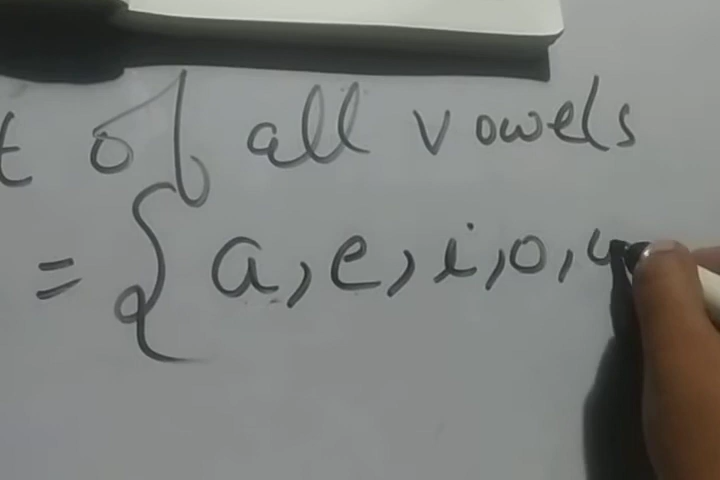 t of all vowels
= { a, e, i, o, u